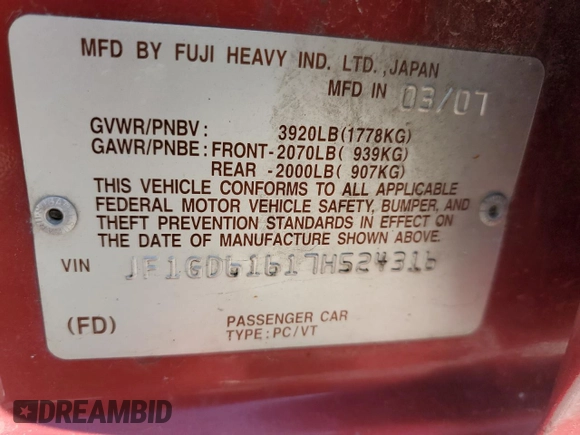 MFD BY FUJI HEAVY IND. LTD., JAPAN
MFD IN 03/07
GVWR/PNBV: 3920LB(1778KG)
GAWR/PNBE: FRONT-2070LB( 939KG)
REAR -2000LB( 907KG)
THIS VEHICLE CONFORMS TO ALL APPLICABLE
FEDERAL MOTOR VEHICLE SAFETY, BUMPER, AND
THEFT PREVENTION STANDARDS IN EFFECT ON
THE DATE OF MANUFACTURE SHOWN ABOVE.
VIN JF1GD61617H524316
(FD) PASSENGER CAR
TYPE:PC/VT
DREAMBID